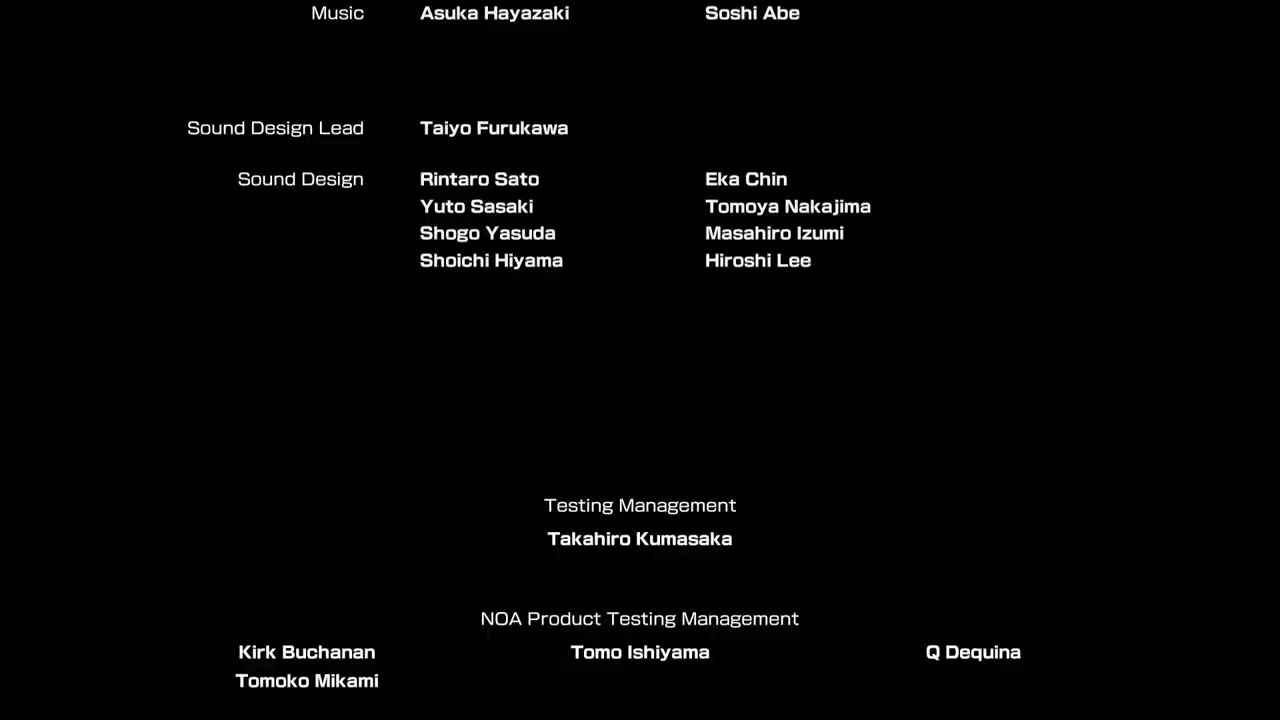 Music Asuka Hayazaki Soshi Abe
Sound Design Lead Taiyo Furukawa
Sound Design Rintaro Sato Eka Chin
Yuto Sasaki Tomoya Nakajima
Shogo Yasuda Masahiro Izumi
Shoichi Hiyama Hiroshi Lee
Testing Management
Takahiro Kumasaka
NOA Product Testing Management
Kirk Buchanan Tomo Ishiyama Q Dequina
Tomoko Mikami